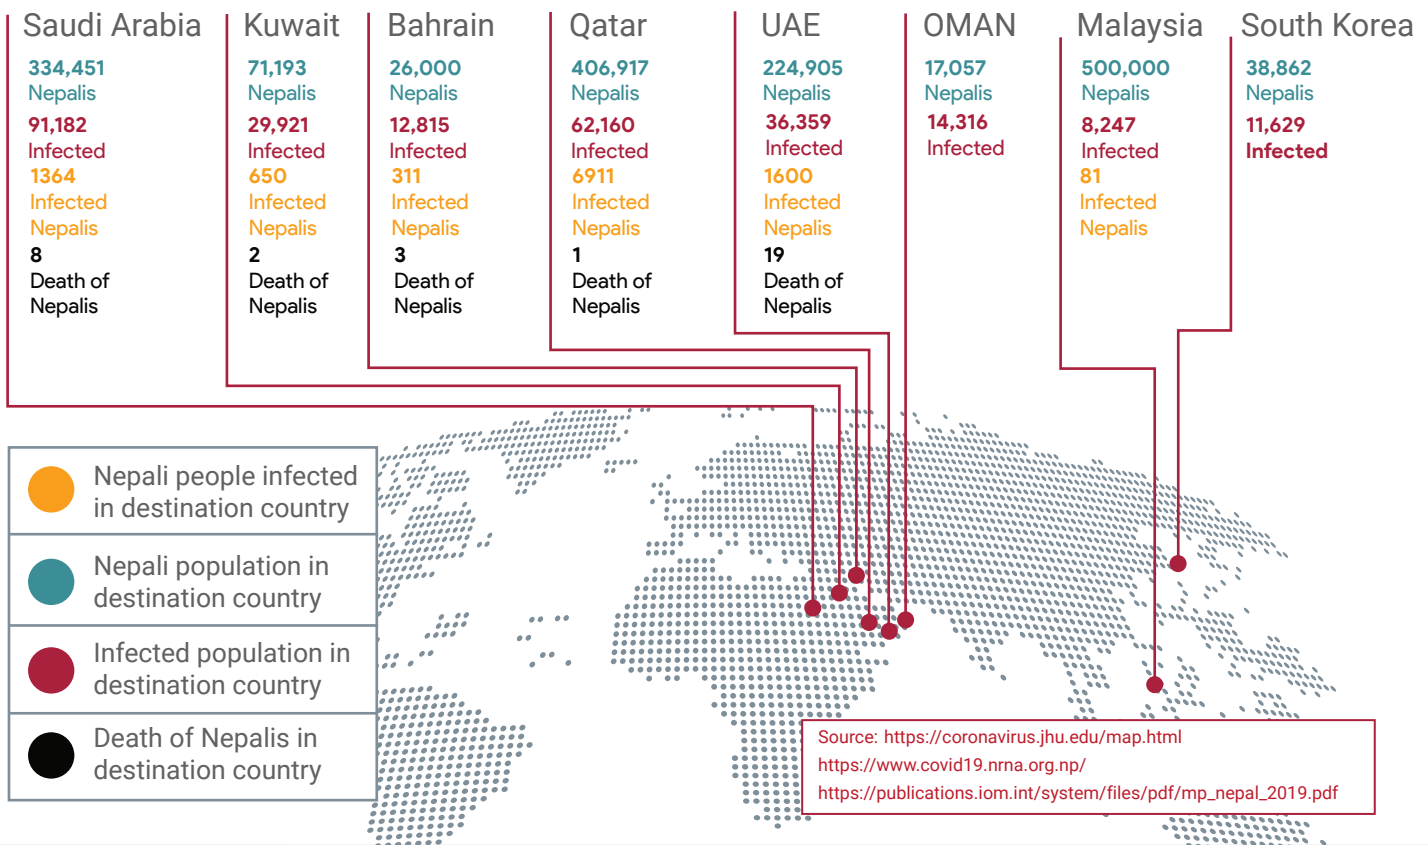 Saudi Arabia
334,451
Nepalis
91,182
Infected
1364
Infected
Nepalis
8
Death of
Nepalis
Kuwait
71,193
Nepalis
29,921
Infected
650
Infected
Nepalis
2
Death of
Nepalis
Bahrain
26,000
Nepalis
12,815
Infected
311
Infected
Nepalis
3
Death of
Nepalis
Qatar
406,917
Nepalis
62,160
Infected
6911
Infected
Nepalis
1
Death of
Nepalis
UAE
224,905
Nepalis
36,359
Infected
1600
Infected
Nepalis
19
Death of
Nepalis
OMAN
17,057
Nepalis
14,316
Infected
Malaysia
500,000
Nepalis
8,247
Infected
81
Infected
Nepalis
South Korea
38,862
Nepalis
11,629
Infected
Nepali people infected
in destination country
Nepali population in
destination country
Infected population in
destination country
Death of Nepalis in
destination country
Source: https://coronavirus.jhu.edu/map.html
https://www.covid19.nrna.org.np/
https://publications.iom.int/system/files/pdf/mp_nepal_2019.pdf